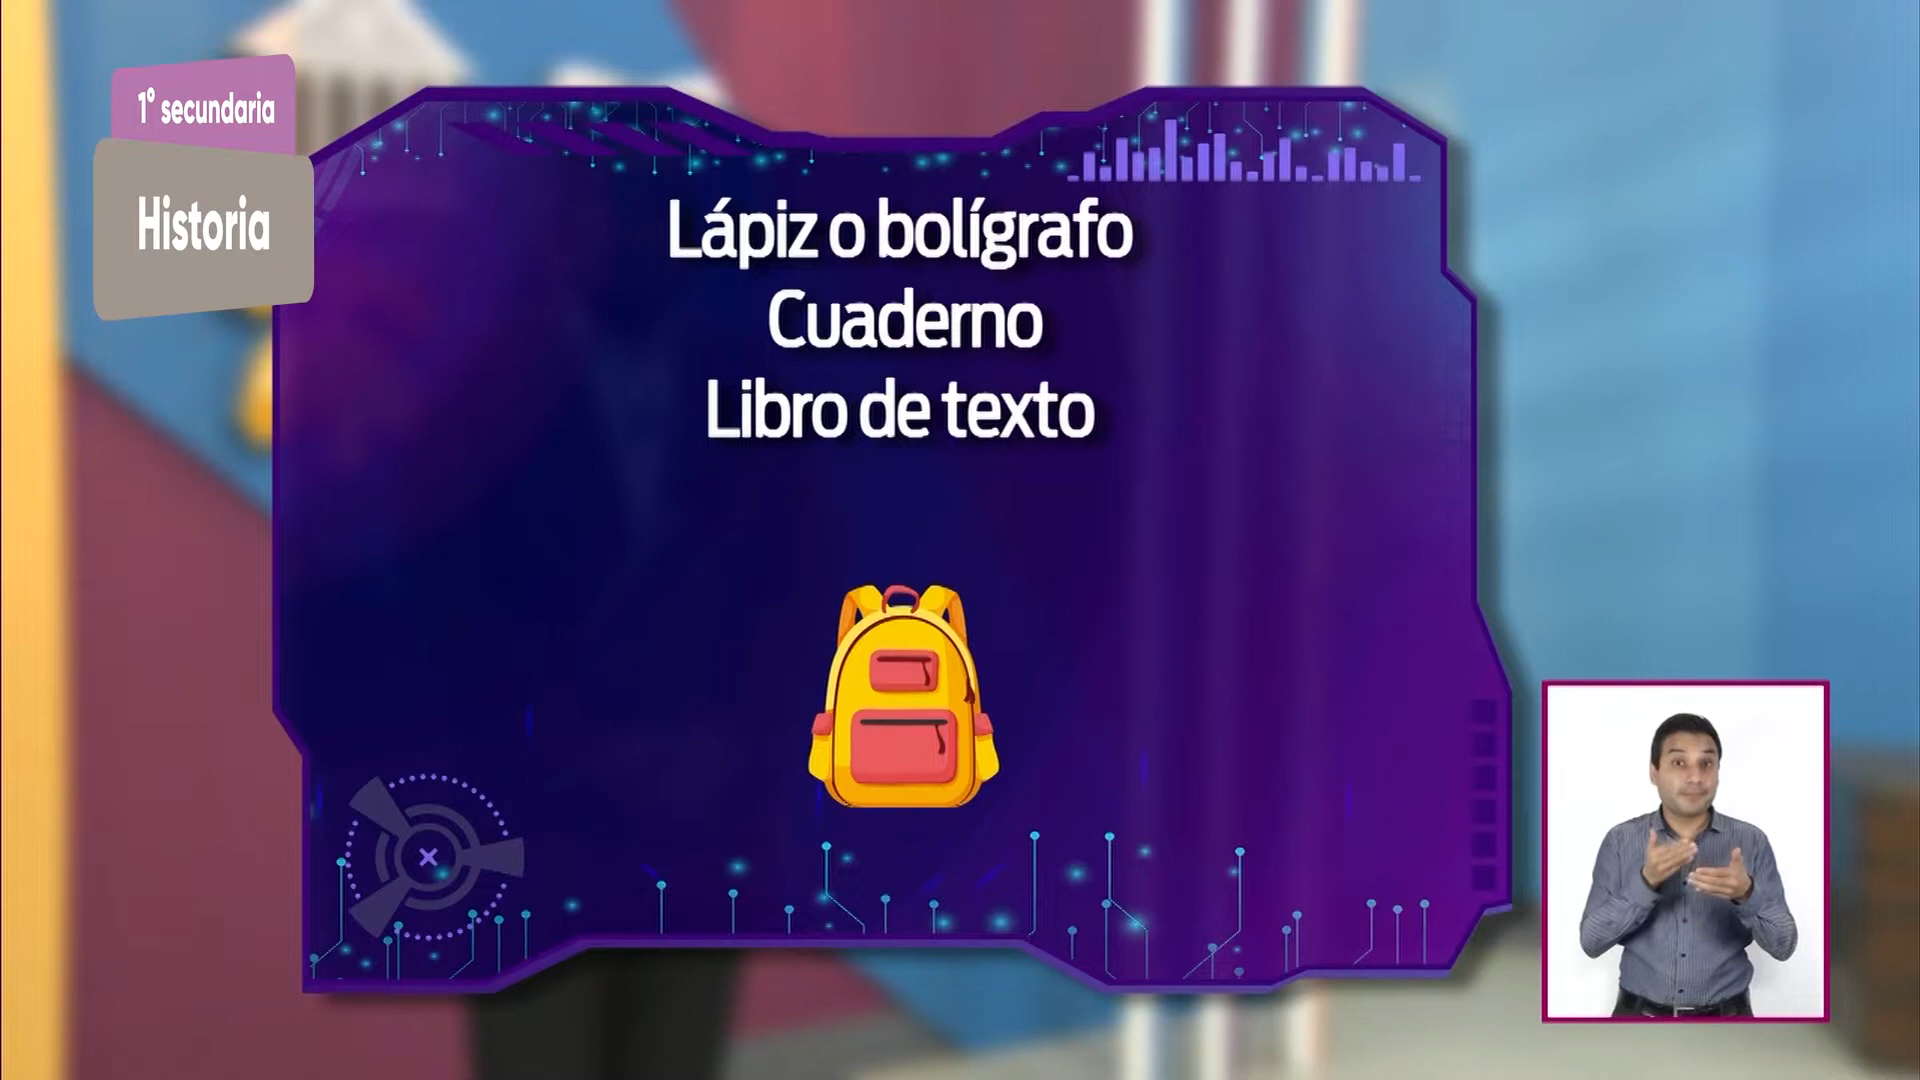 1° secundaria
Historia
Lápiz o bolígrafo
Cuaderno
Libro de texto